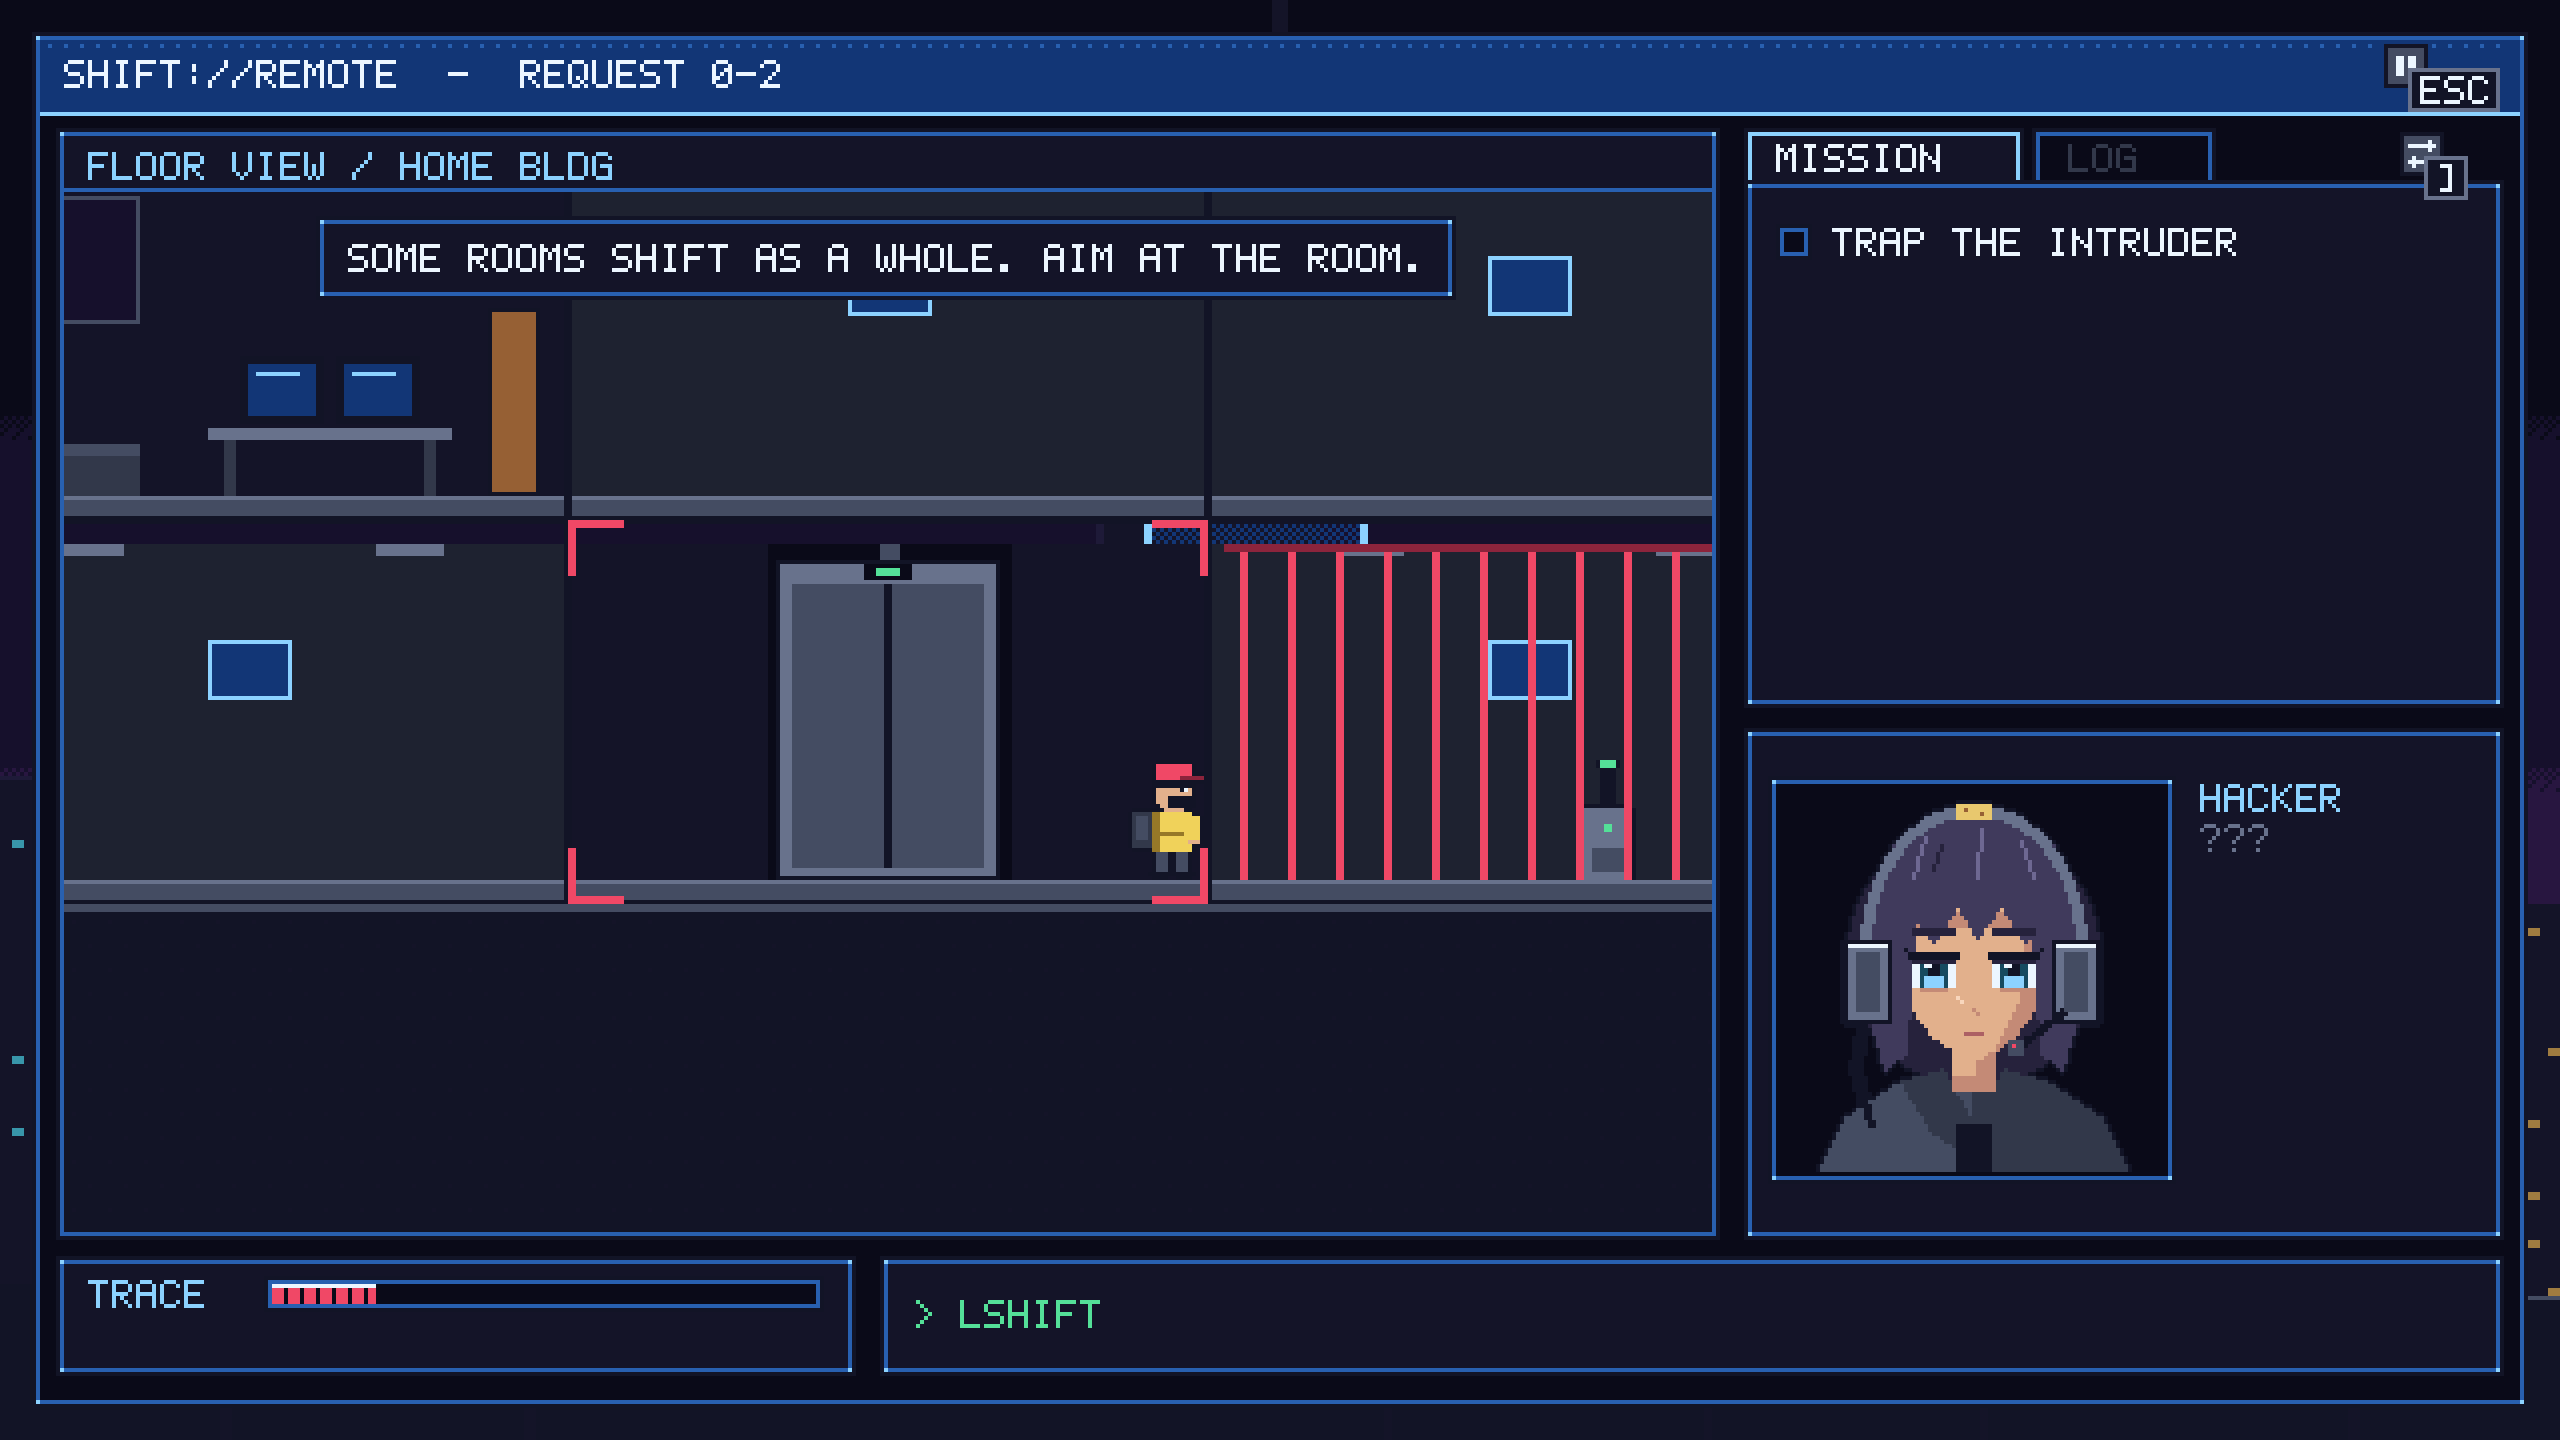 SHIFT://REMOTE - REQUEST 0-2
ESC
FLOOR VIEW / HOME BLDG
MISSION
LOG
]
SOME ROOMS SHIFT AS A WHOLE. AIM AT THE ROOM.
TRAP THE INTRUDER
HACKER
???
TRACE
> LSHIFT